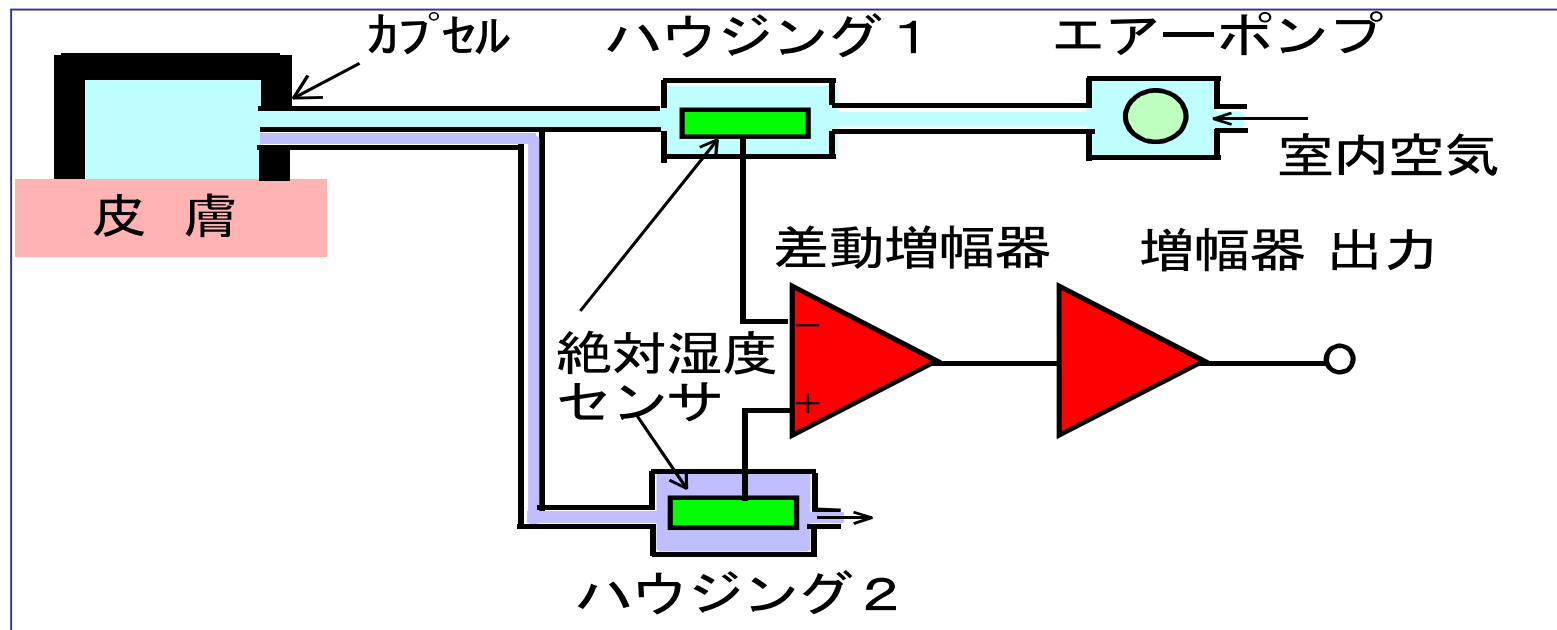 カプセル
ハウジング１
エアーポンプ
室内空気
皮 膚
差動増幅器
増幅器 出力
−
絶対湿度
センサ
+
ハウジング２